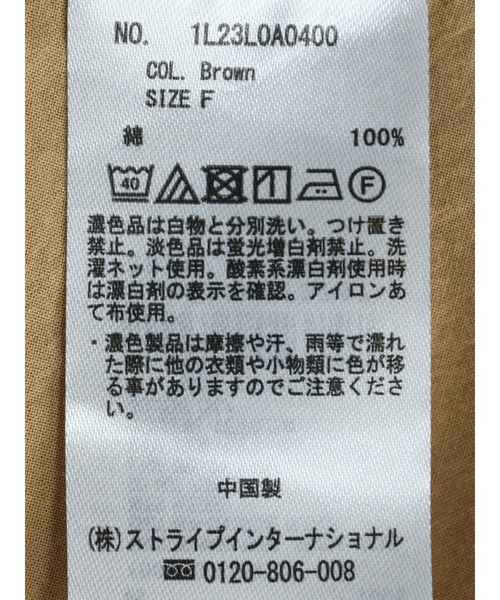 NO. 1L23L0A0400
COL. Brown
SIZE F
綿 100%
40 F
濃色品は白物と分別洗い。つけ置き
禁止。淡色品は蛍光増白剤禁止。洗
濯ネット使用。酸素系漂白剤使用時
は漂白剤の表示を確認。アイロンあ
て布使用。
・濃色製品は摩擦や汗、雨等で濡れ
た際に他の衣類や小物類に色が移
る事がありますのでご注意くださ
い。
中国製
(株)ストライプインターナショナル
0120-806-008